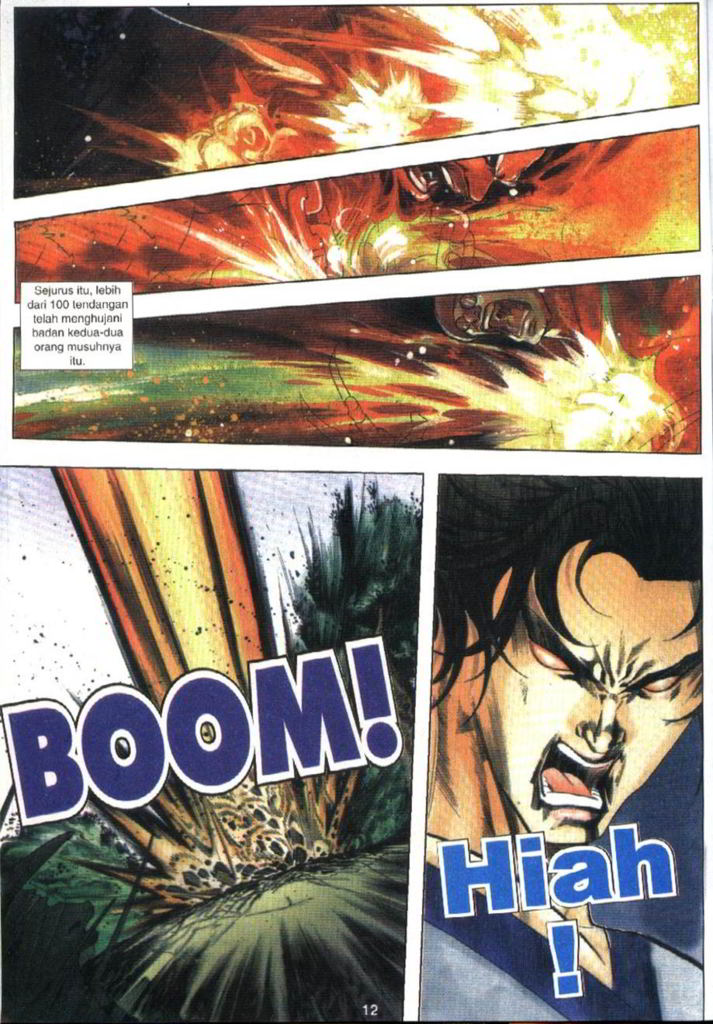 Sejurus itu, lebih
dari 100 tendangan
telah menghujani
badan kedua-dua
orang musuhnya
itu.
BOOM!
Hiah
!
12